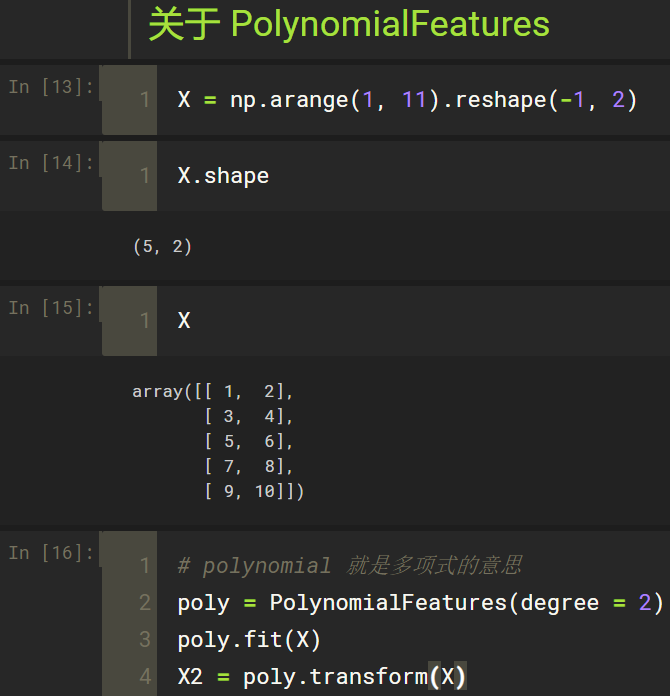 关于 PolynomialFeatures
In [13]:
1 X = np.arange(1, 11).reshape(-1, 2)
In [14]:
1 X.shape
(5, 2)
In [15]:
1 X
array([[ 1,  2],
       [ 3,  4],
       [ 5,  6],
       [ 7,  8],
       [ 9, 10]])
In [16]:
1 # polynomial 就是多项式的意思
2 poly = PolynomialFeatures(degree = 2)
3 poly.fit(X)
4 X2 = poly.transform(X)